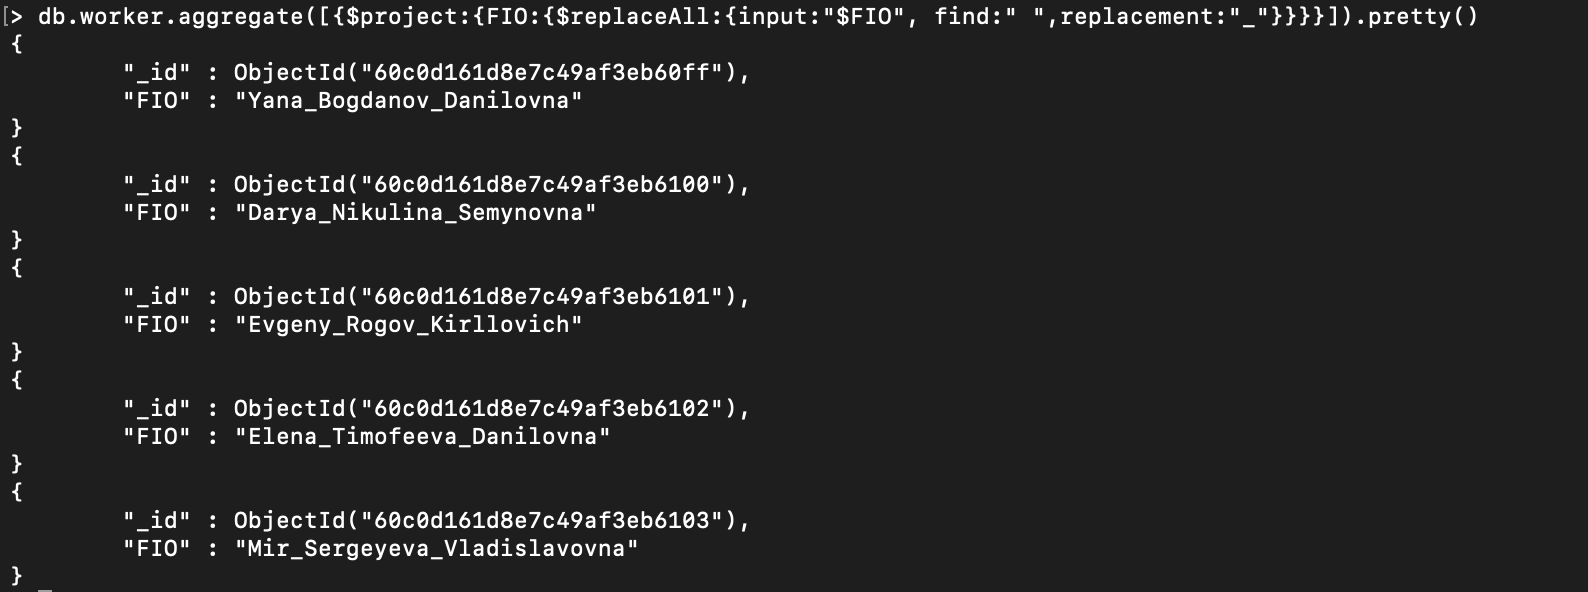 [> db.worker.aggregate([{$project:{FIO:{$replaceAll:{input:"$FIO", find:" ",replacement:"_"}}}}]).pretty()
{
"_id" : ObjectId("60c0d161d8e7c49af3eb60ff"),
"FIO" : "Yana_Bogdanov_Danilovna"
}
{
"_id" : ObjectId("60c0d161d8e7c49af3eb6100"),
"FIO" : "Darya_Nikulina_Semynovna"
}
{
"_id" : ObjectId("60c0d161d8e7c49af3eb6101"),
"FIO" : "Evgeny_Rogov_Kirllovich"
}
{
"_id" : ObjectId("60c0d161d8e7c49af3eb6102"),
"FIO" : "Elena_Timofeeva_Danilovna"
}
{
"_id" : ObjectId("60c0d161d8e7c49af3eb6103"),
"FIO" : "Mir_Sergeyeva_Vladislavovna"
}